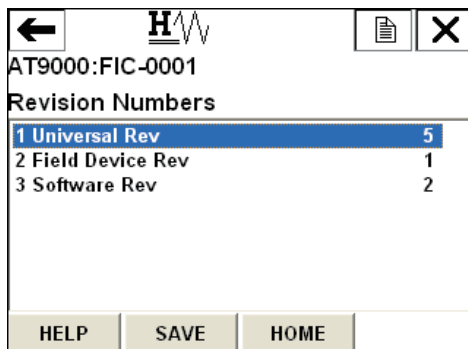 H
AT9000:FIC-0001
Revision Numbers
1 Universal Rev 5
2 Field Device Rev 1
3 Software Rev 2
HELP SAVE HOME